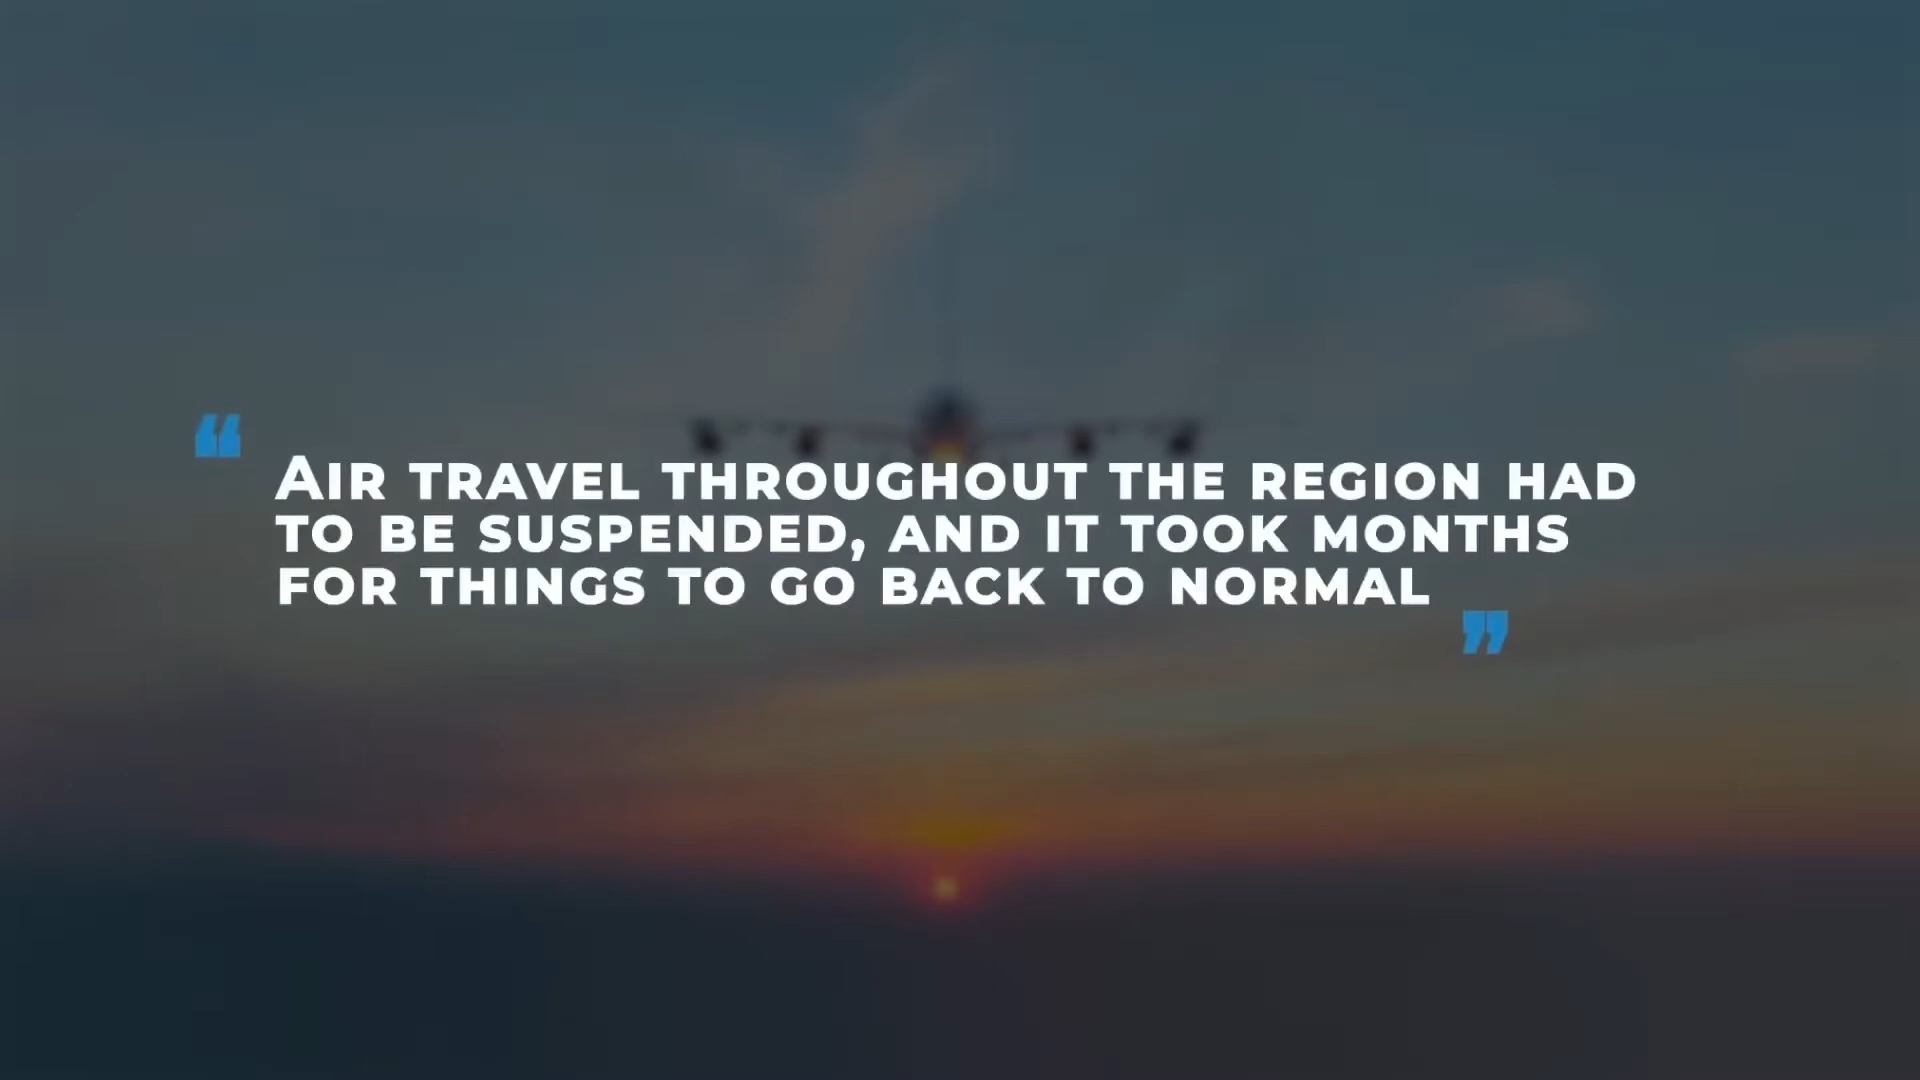 “ Air travel throughout the region had
to be suspended, and it took months
for things to go back to normal ”